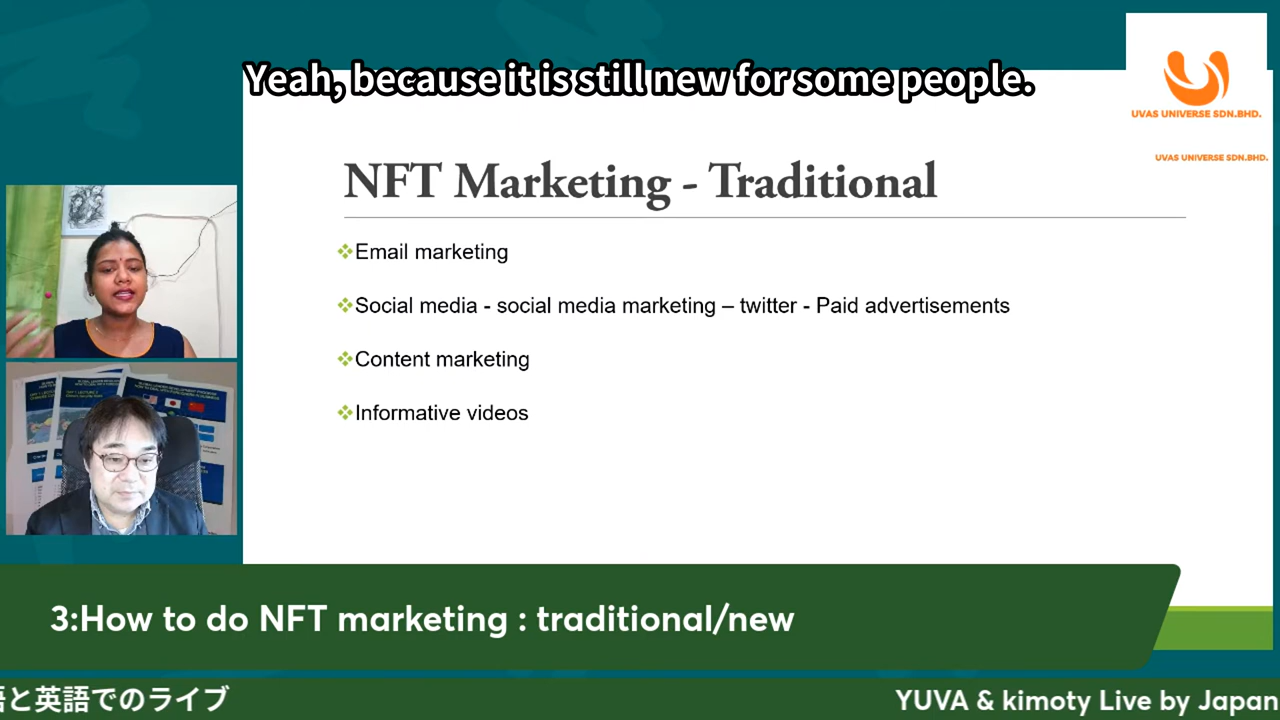 Yeah, because it is still new for some people.
UVAS UNIVERSE SDN.BHD.
UVAS UNIVERSE SDN.BHD.
NFT Marketing - Traditional
Email marketing
Social media - social media marketing – twitter - Paid advertisements
Content marketing
Informative videos
3:How to do NFT marketing : traditional/new
語と英語でのライブ
YUVA & kimoty Live by Japan